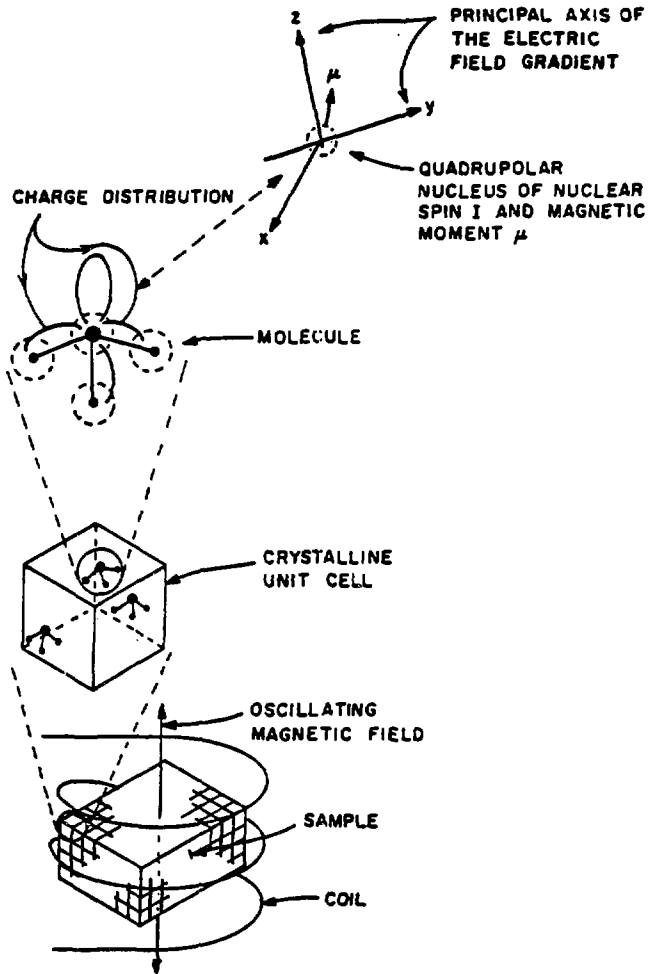 PRINCIPAL AXIS OF
THE ELECTRIC
FIELD GRADIENT
z
μ
y
x
QUADRUPOLAR
NUCLEUS OF NUCLEAR
SPIN I AND MAGNETIC
MOMENT μ
CHARGE DISTRIBUTION
MOLECULE
CRYSTALLINE
UNIT CELL
OSCILLATING
MAGNETIC FIELD
SAMPLE
COIL